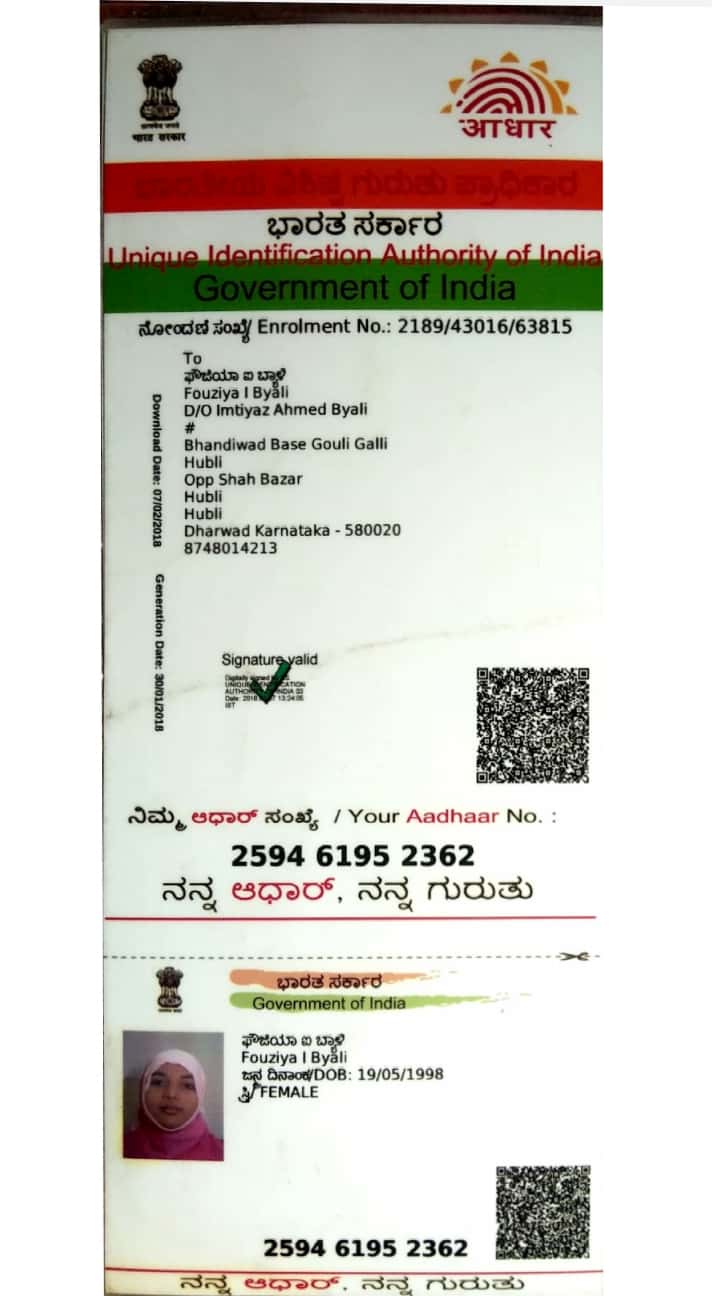 भारत सरकार
आधार
ಭಾರತೀಯ ವಿಶಿಷ್ಟ ಗುರುತು ಪ್ರಾಧಿಕಾರ
ಭಾರತ ಸರ್ಕಾರ
Unique Identification Authority of India
Government of India
ನೋಂದಣಿ ಸಂಖ್ಯೆ/ Enrolment No.: 2189/43016/63815
To
ಫೌಜಿಯಾ ಐ ಬ್ಯಾಳಿ
Fouziya I Byali
D/O Imtiyaz Ahmed Byali
#
Bhandiwad Base Gouli Galli
Hubli
Opp Shah Bazar
Hubli
Hubli
Dharwad Karnataka - 580020
8748014213
Download Date: 07/02/2018
Generation Date: 30/01/2018
Signature valid
Digitally signed
UNIQUE
AUTHORITY INDIA 03
Date: 2018 13:24:05
IST
ನಿಮ್ಮ ಆಧಾರ್ ಸಂಖ್ಯೆ / Your Aadhaar No. :
2594 6195 2362
ನನ್ನ ಆಧಾರ್, ನನ್ನ ಗುರುತು
ಭಾರತ ಸರ್ಕಾರ
Government of India
ಫೌಜಿಯಾ ಐ ಬ್ಯಾಳಿ
Fouziya I Byali
ಜನ್ಮ ದಿನಾಂಕ/DOB: 19/05/1998
ಸ್ತ್ರೀ/ FEMALE
2594 6195 2362
ನನ್ನ ಆಧಾರ್, ನನ್ನ ಗುರುತು